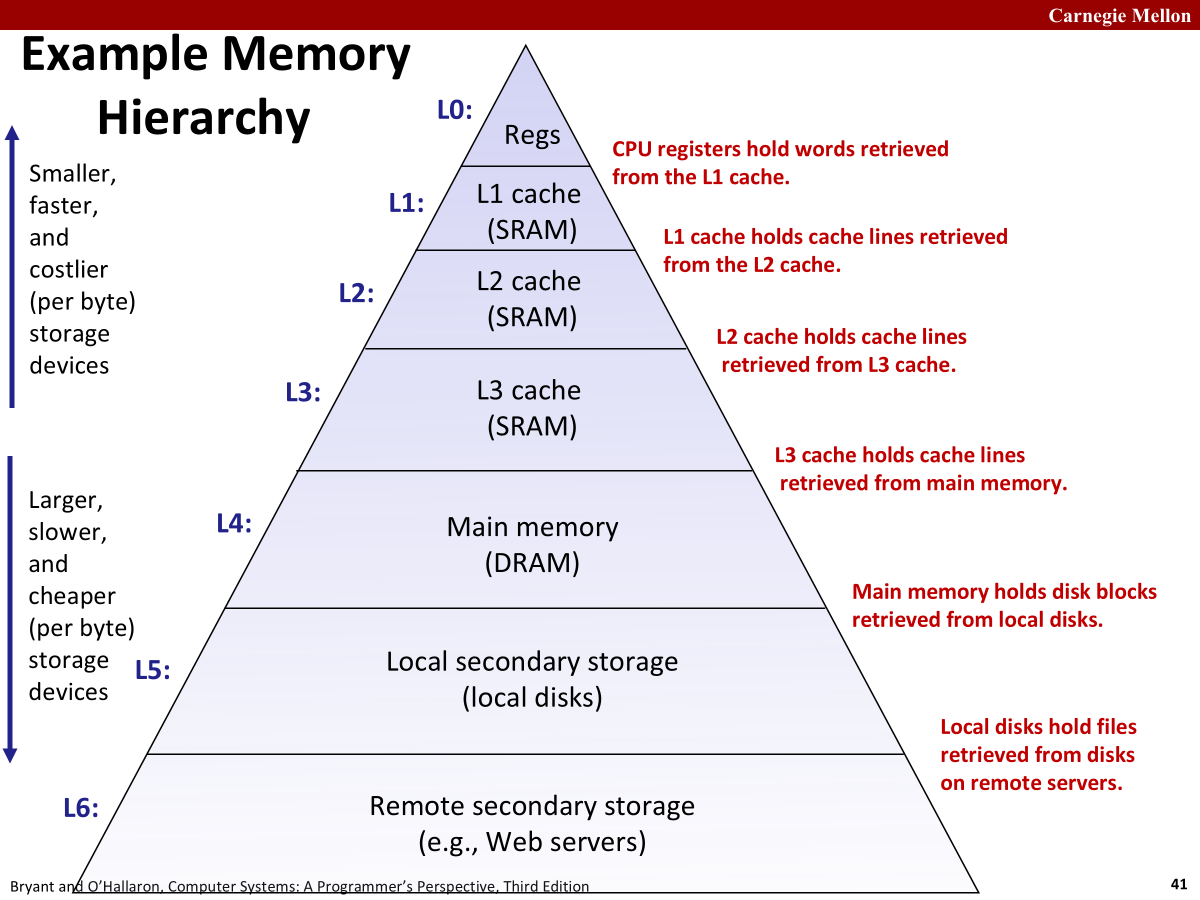 Carnegie Mellon
Example Memory
Hierarchy
Smaller,
faster,
and
costlier
(per byte)
storage
devices
Larger,
slower,
and
cheaper
(per byte)
storage
devices
L0:
Regs
CPU registers hold words retrieved
from the L1 cache.
L1:
L1 cache
(SRAM)
L1 cache holds cache lines retrieved
from the L2 cache.
L2:
L2 cache
(SRAM)
L2 cache holds cache lines
retrieved from L3 cache.
L3:
L3 cache
(SRAM)
L3 cache holds cache lines
retrieved from main memory.
L4:
Main memory
(DRAM)
Main memory holds disk blocks
retrieved from local disks.
L5:
Local secondary storage
(local disks)
Local disks hold files
retrieved from disks
on remote servers.
L6:
Remote secondary storage
(e.g., Web servers)
Bryant and O’Hallaron, Computer Systems: A Programmer’s Perspective, Third Edition
41